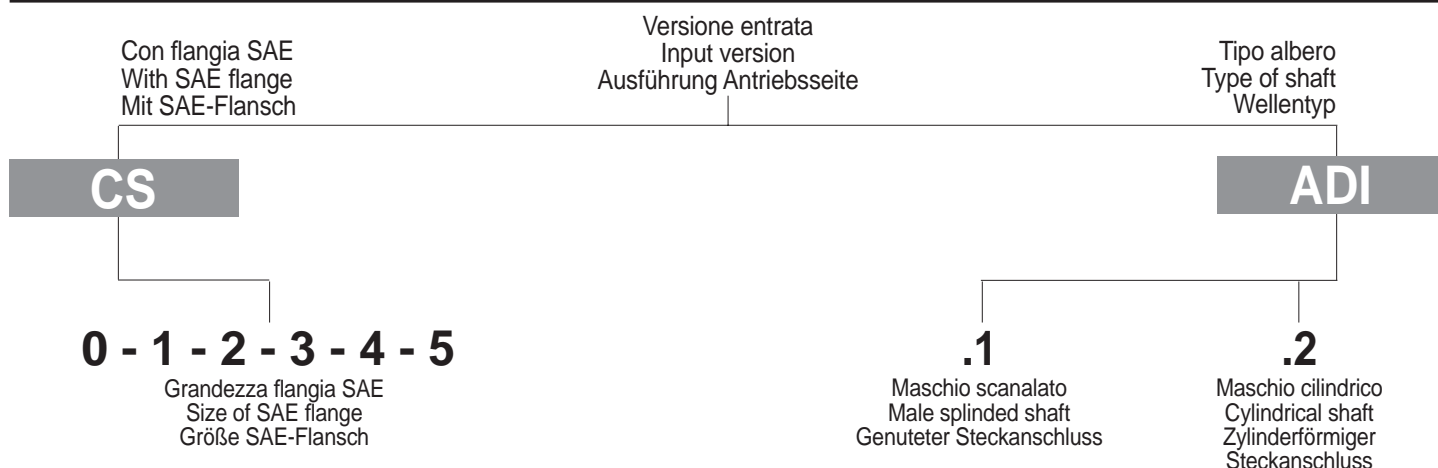 Versione entrata
Input version
Ausführung Antriebsseite
Con flangia SAE
With SAE flange
Mit SAE-Flansch
Tipo albero
Type of shaft
Wellentyp
CS
ADI
0 - 1 - 2 - 3 - 4 - 5
Grandezza flangia SAE
Size of SAE flange
Größe SAE-Flansch
.1
Maschio scanalato
Male splinded shaft
Genuteter Steckanschluss
.2
Maschio cilindrico
Cylindrical shaft
Zylinderförmiger
Steckanschluss